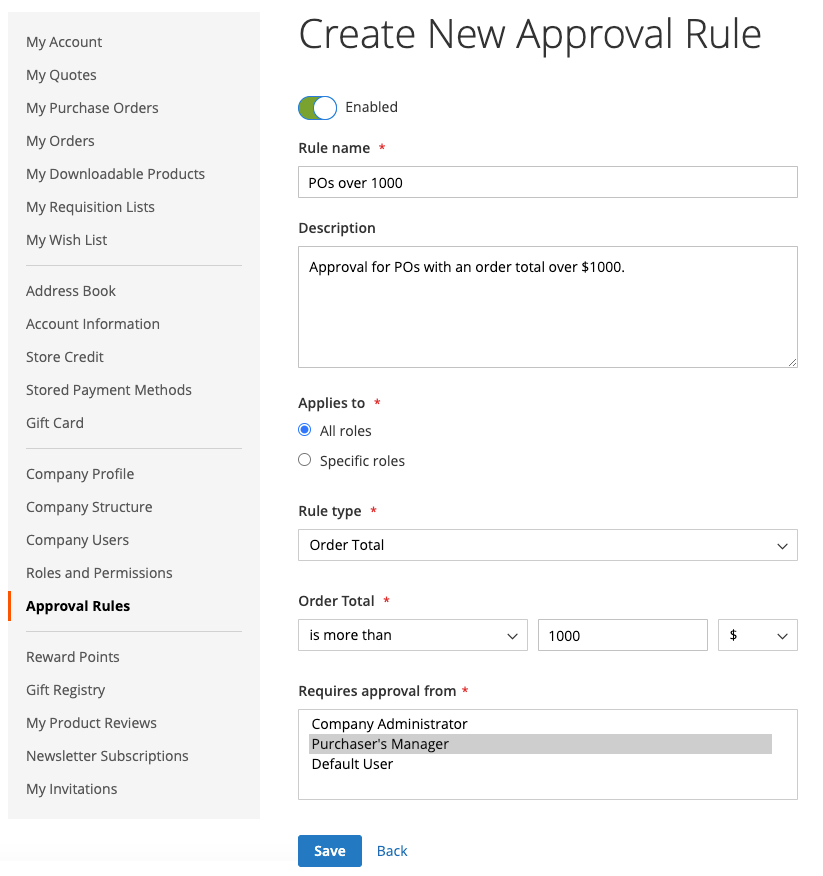 My Account
My Quotes
My Purchase Orders
My Orders
My Downloadable Products
My Requisition Lists
My Wish List
Address Book
Account Information
Store Credit
Stored Payment Methods
Gift Card
Company Profile
Company Structure
Company Users
Roles and Permissions
Approval Rules
Reward Points
Gift Registry
My Product Reviews
Newsletter Subscriptions
My Invitations
Create New Approval Rule
Enabled
Rule name *
POs over 1000
Description
Approval for POs with an order total over $1000.
Applies to *
All roles
Specific roles
Rule type *
Order Total
Order Total *
is more than 1000 $
Requires approval from *
Company Administrator
Purchaser's Manager
Default User
Save Back